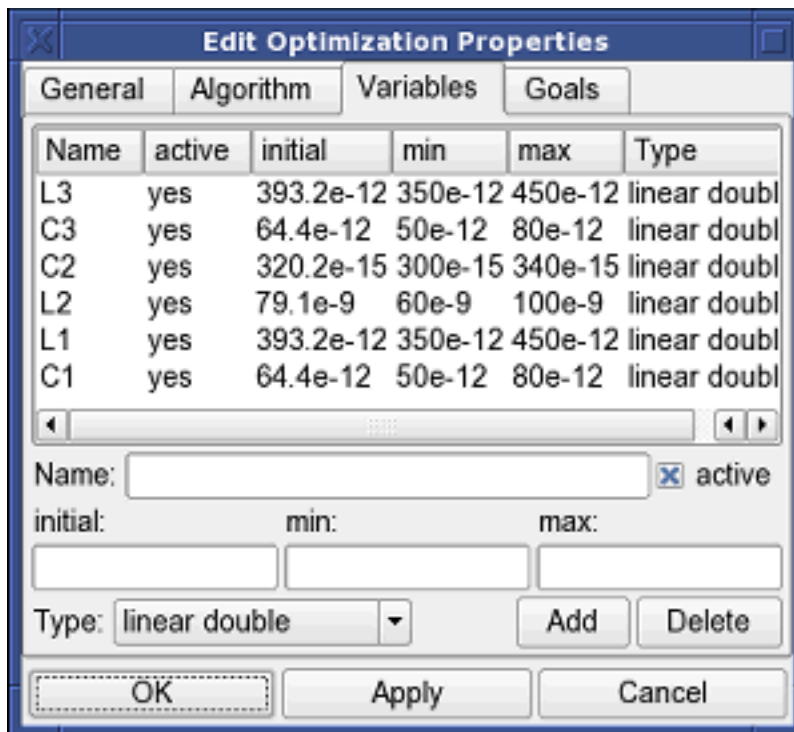 Edit Optimization Properties
General Algorithm Variables Goals
Name active initial min max Type
L3 yes 393.2e-12 350e-12 450e-12 linear doubl
C3 yes 64.4e-12 50e-12 80e-12 linear doubl
C2 yes 320.2e-15 300e-15 340e-15 linear doubl
L2 yes 79.1e-9 60e-9 100e-9 linear doubl
L1 yes 393.2e-12 350e-12 450e-12 linear doubl
C1 yes 64.4e-12 50e-12 80e-12 linear doubl
Name: active
initial: min: max:
Type: linear double Add Delete
OK Apply Cancel